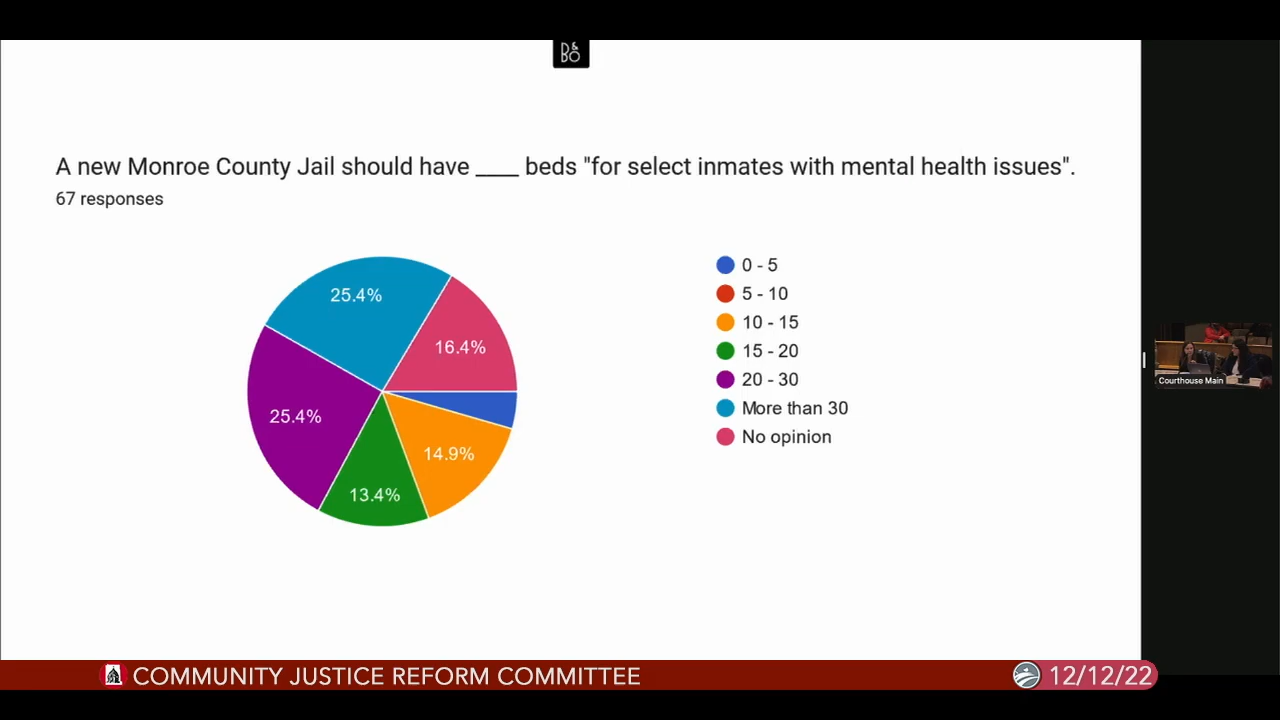 D&
BO
A new Monroe County Jail should have ____ beds "for select inmates with mental health issues".
67 responses
25.4%
16.4%
25.4%
14.9%
13.4%
0 - 5
5 - 10
10 - 15
15 - 20
20 - 30
More than 30
No opinion
Courthouse Main
COMMUNITY JUSTICE REFORM COMMITTEE
12/12/22